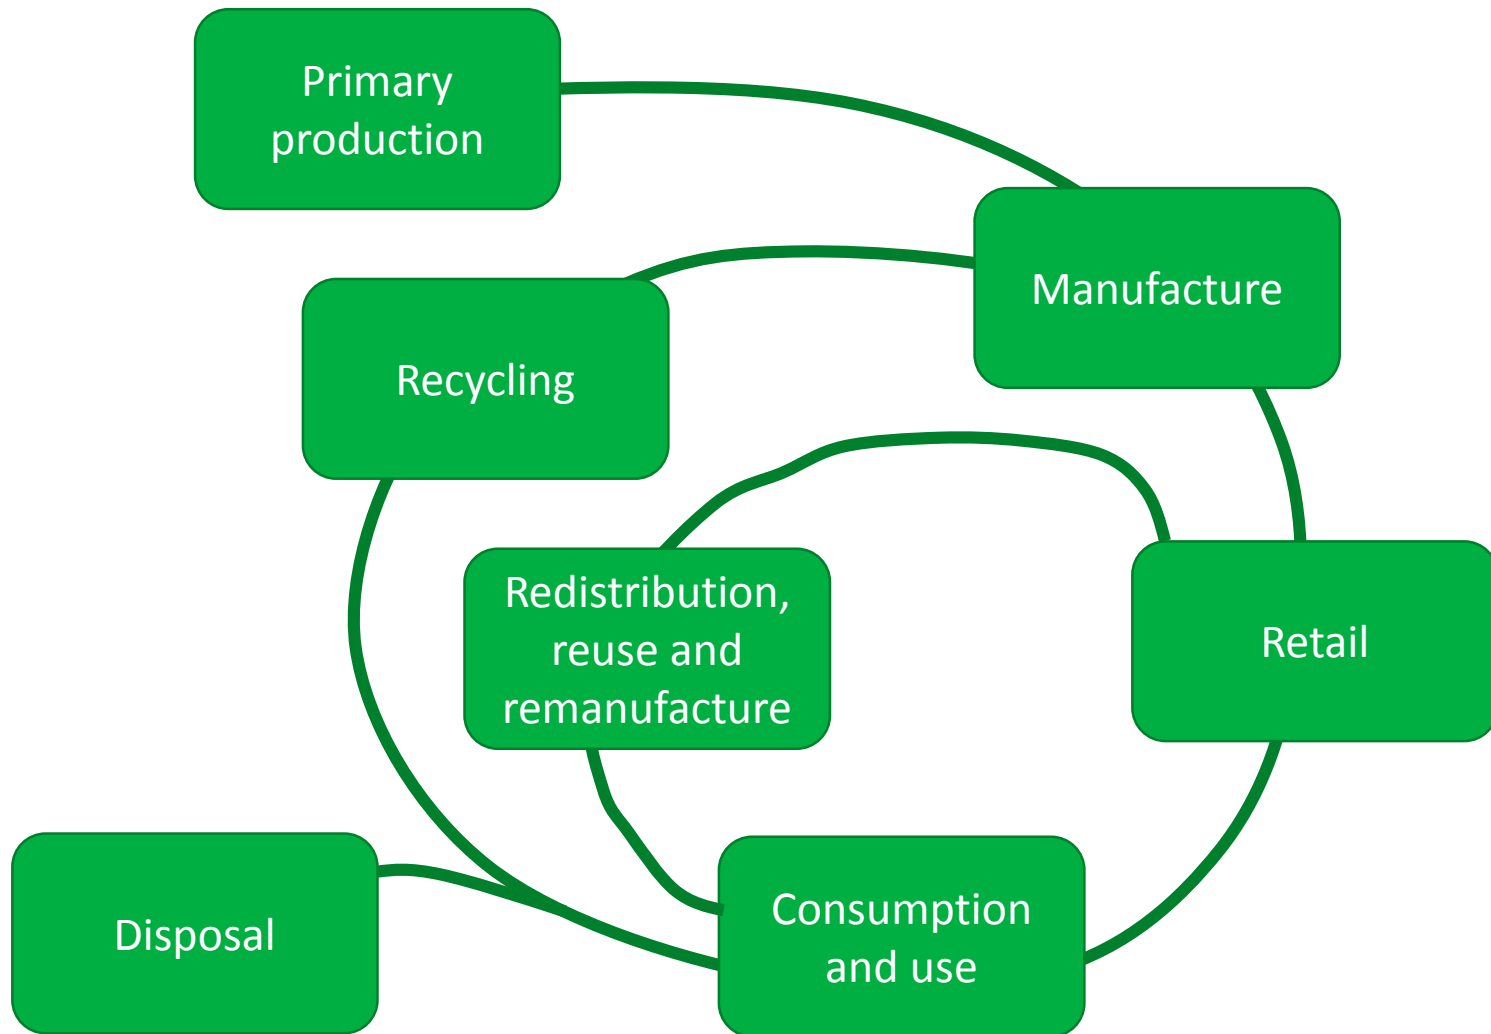 Primary
production
Manufacture
Recycling
Redistribution,
reuse and
remanufacture
Retail
Disposal
Consumption
and use